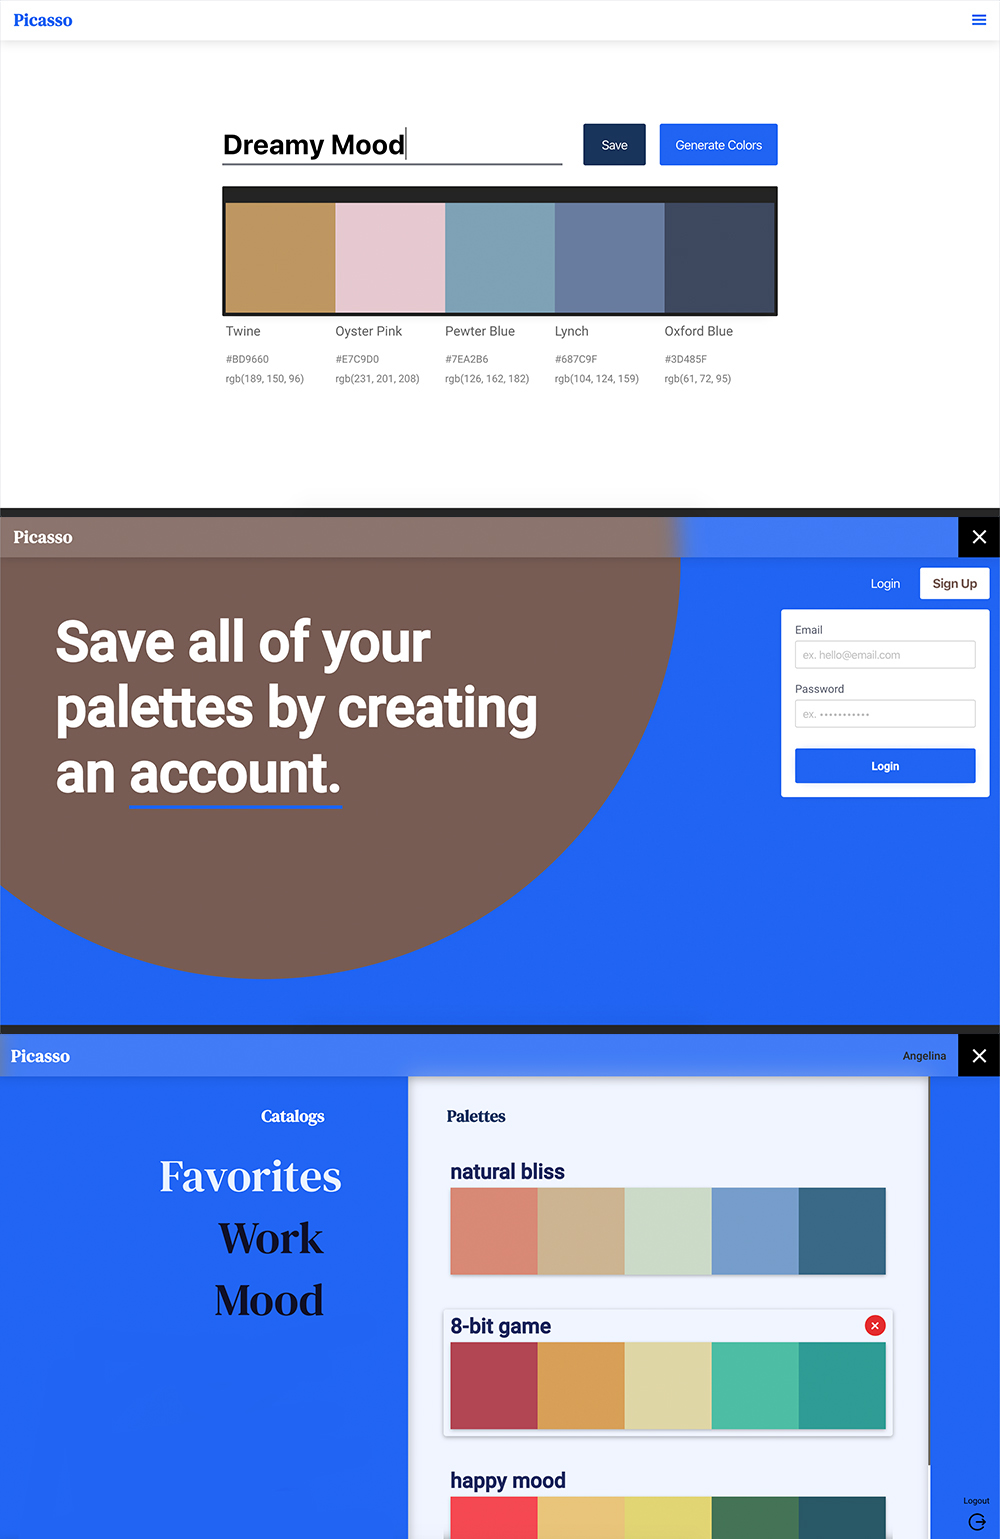 Picasso
Dreamy Mood
Save
Generate Colors
Twine
Oyster Pink
Pewter Blue
Lynch
Oxford Blue
#BD9660
#E7C9D0
#7EA2B6
#687C9F
#3D485F
rgb(189, 150, 96)
rgb(231, 201, 208)
rgb(126, 162, 182)
rgb(104, 124, 159)
rgb(61, 72, 95)
Picasso
Login
Sign Up
Save all of your
palettes by creating
an account.
Email
ex. hello@email.com
Password
ex. •••••••••••
Login
Picasso
Angelina
Catalogs
Favorites
Work
Mood
Palettes
natural bliss
8-bit game
happy mood
Logout